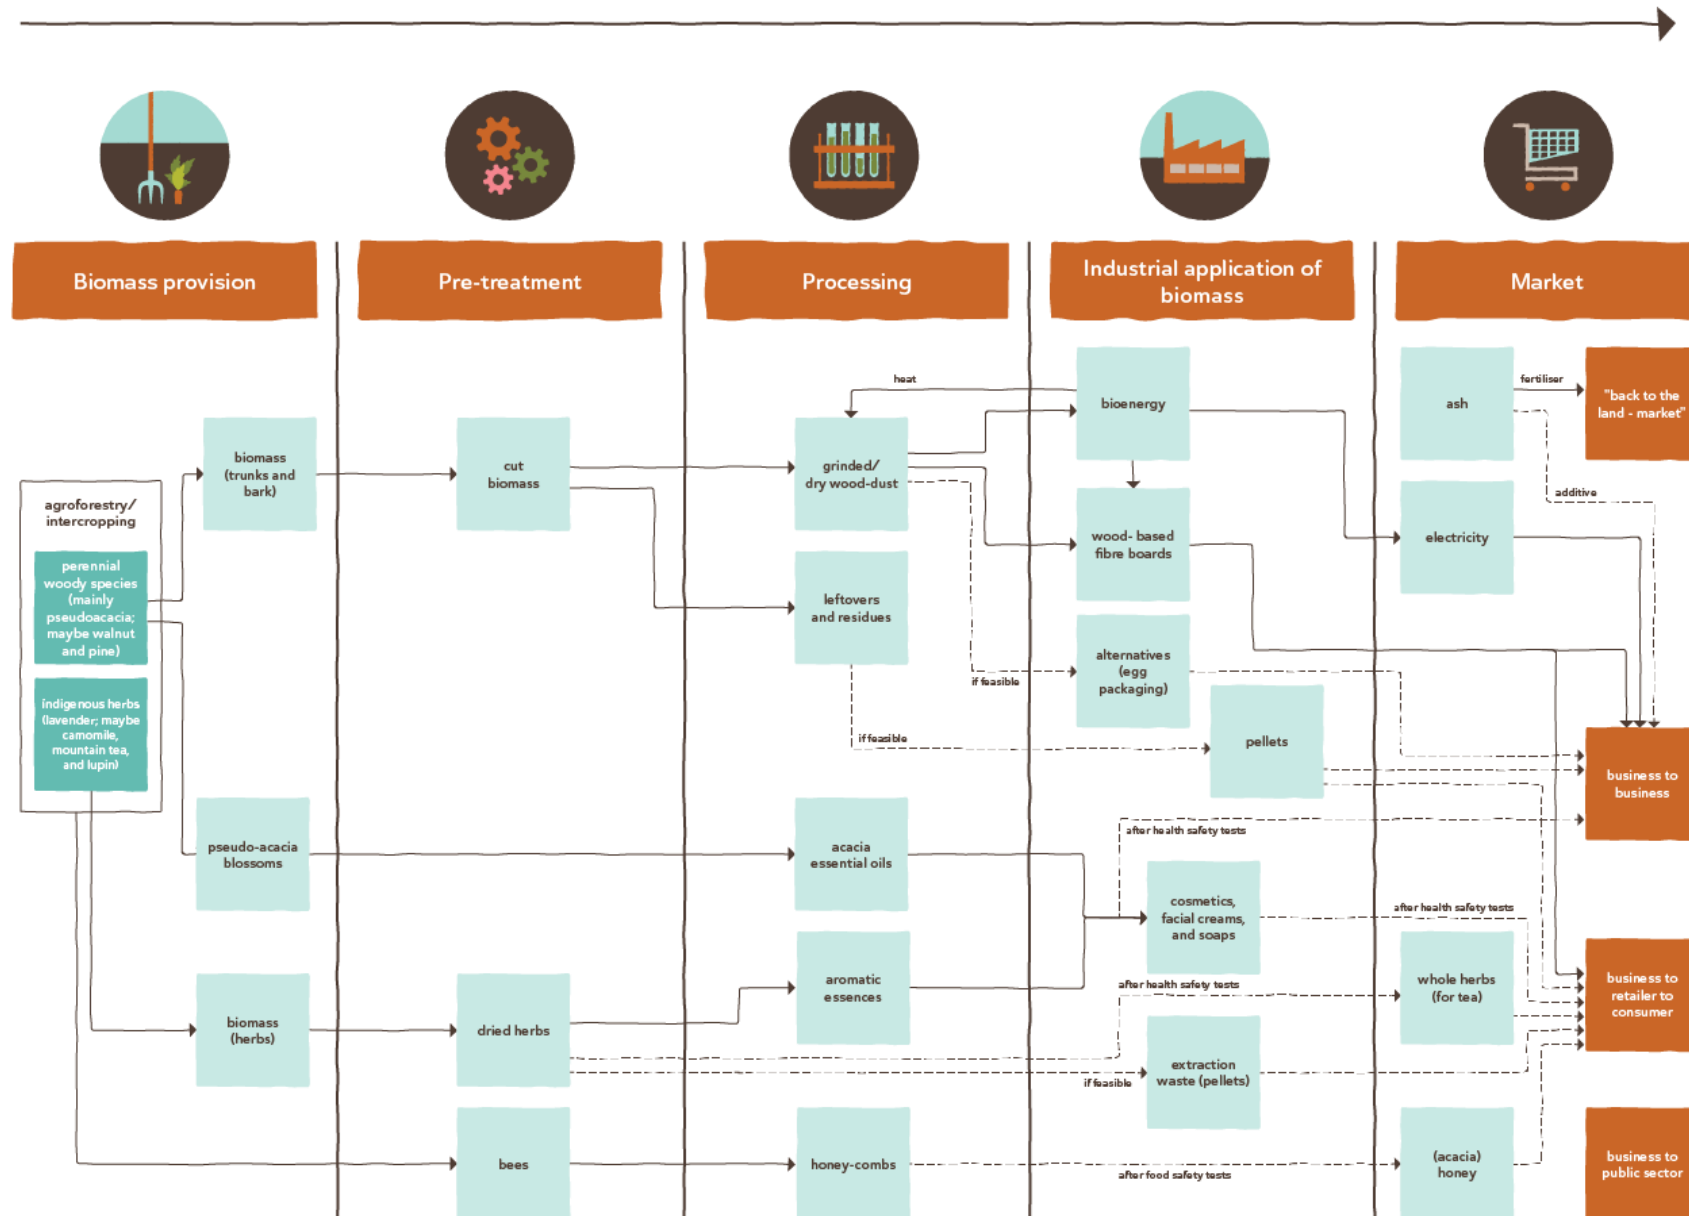 Biomass provision
Pre-treatment
Processing
Industrial application of
biomass
Market
heat
bioenergy
ash
fertiliser
"back to the
land - market"
biomass
(trunks and
bark)
cut
biomass
grinded/
dry wood-dust
additive
agroforestry/
intercropping
wood- based
fibre boards
electricity
perennial
woody species
(mainly
pseudoacacia;
maybe walnut
and pine)
leftovers
and residues
if feasible
alternatives
(egg
packaging)
indigenous herbs
(lavender; maybe
camomile,
mountain tea,
and lupin)
if feasible
pellets
business to
business
after health safety tests
pseudo-acacia
blossoms
acacia
essential oils
cosmetics,
facial creams,
and soaps
after health safety tests
aromatic
essences
after health safety tests
whole herbs
(for tea)
business to
retailer to
consumer
biomass
(herbs)
dried herbs
if feasible
extraction
waste (pellets)
bees
honey-combs
after food safety tests
(acacia)
honey
business to
public sector